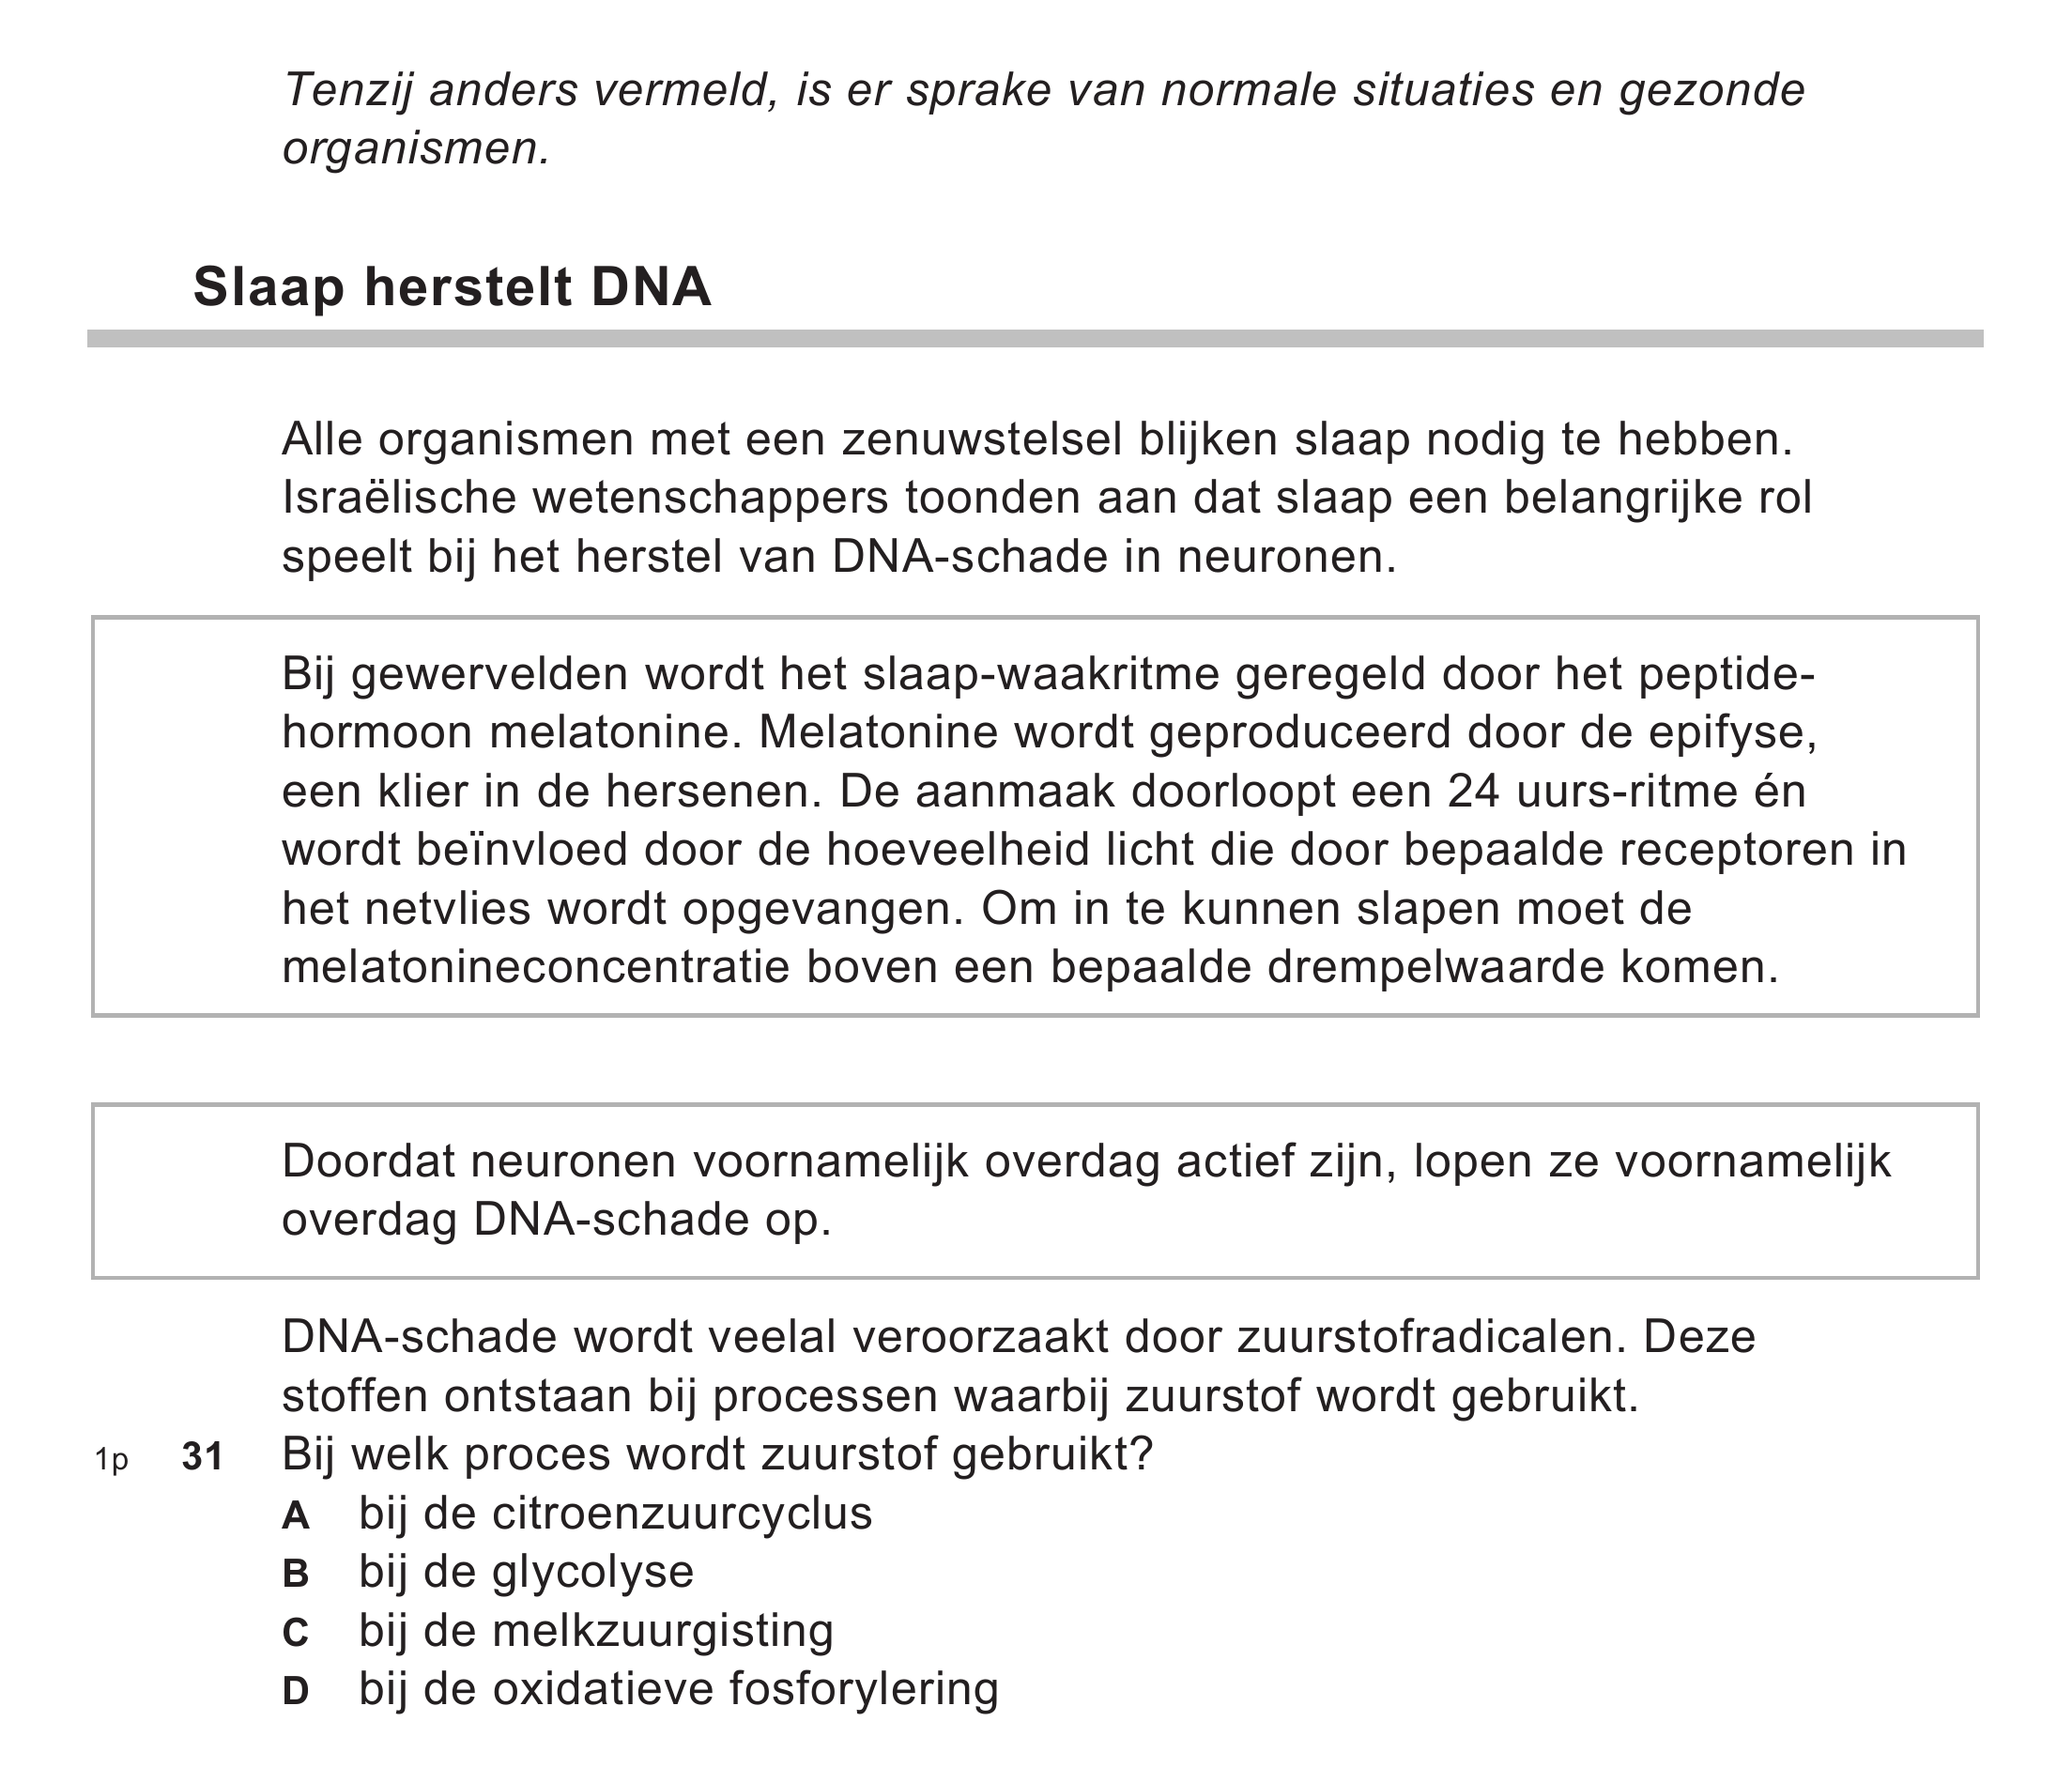 Tenzij anders vermeld, is er sprake van normale situaties en gezonde
organismen.
Slaap herstelt DNA
Alle organismen met een zenuwstelsel blijken slaap nodig te hebben.
Israëlische wetenschappers toonden aan dat slaap een belangrijke rol
speelt bij het herstel van DNA-schade in neuronen.
Bij gewervelden wordt het slaap-waakritme geregeld door het peptide-
hormoon melatonine. Melatonine wordt geproduceerd door de epifyse,
een klier in de hersenen. De aanmaak doorloopt een 24 uurs-ritme én
wordt beïnvloed door de hoeveelheid licht die door bepaalde receptoren in
het netvlies wordt opgevangen. Om in te kunnen slapen moet de
melatonineconcentratie boven een bepaalde drempelwaarde komen.
Doordat neuronen voornamelijk overdag actief zijn, lopen ze voornamelijk
overdag DNA-schade op.
DNA-schade wordt veelal veroorzaakt door zuurstofradicalen. Deze
stoffen ontstaan bij processen waarbij zuurstof wordt gebruikt.
1p 31 Bij welk proces wordt zuurstof gebruikt?
A bij de citroenzuurcyclus
B bij de glycolyse
C bij de melkzuurgisting
D bij de oxidatieve fosforylering